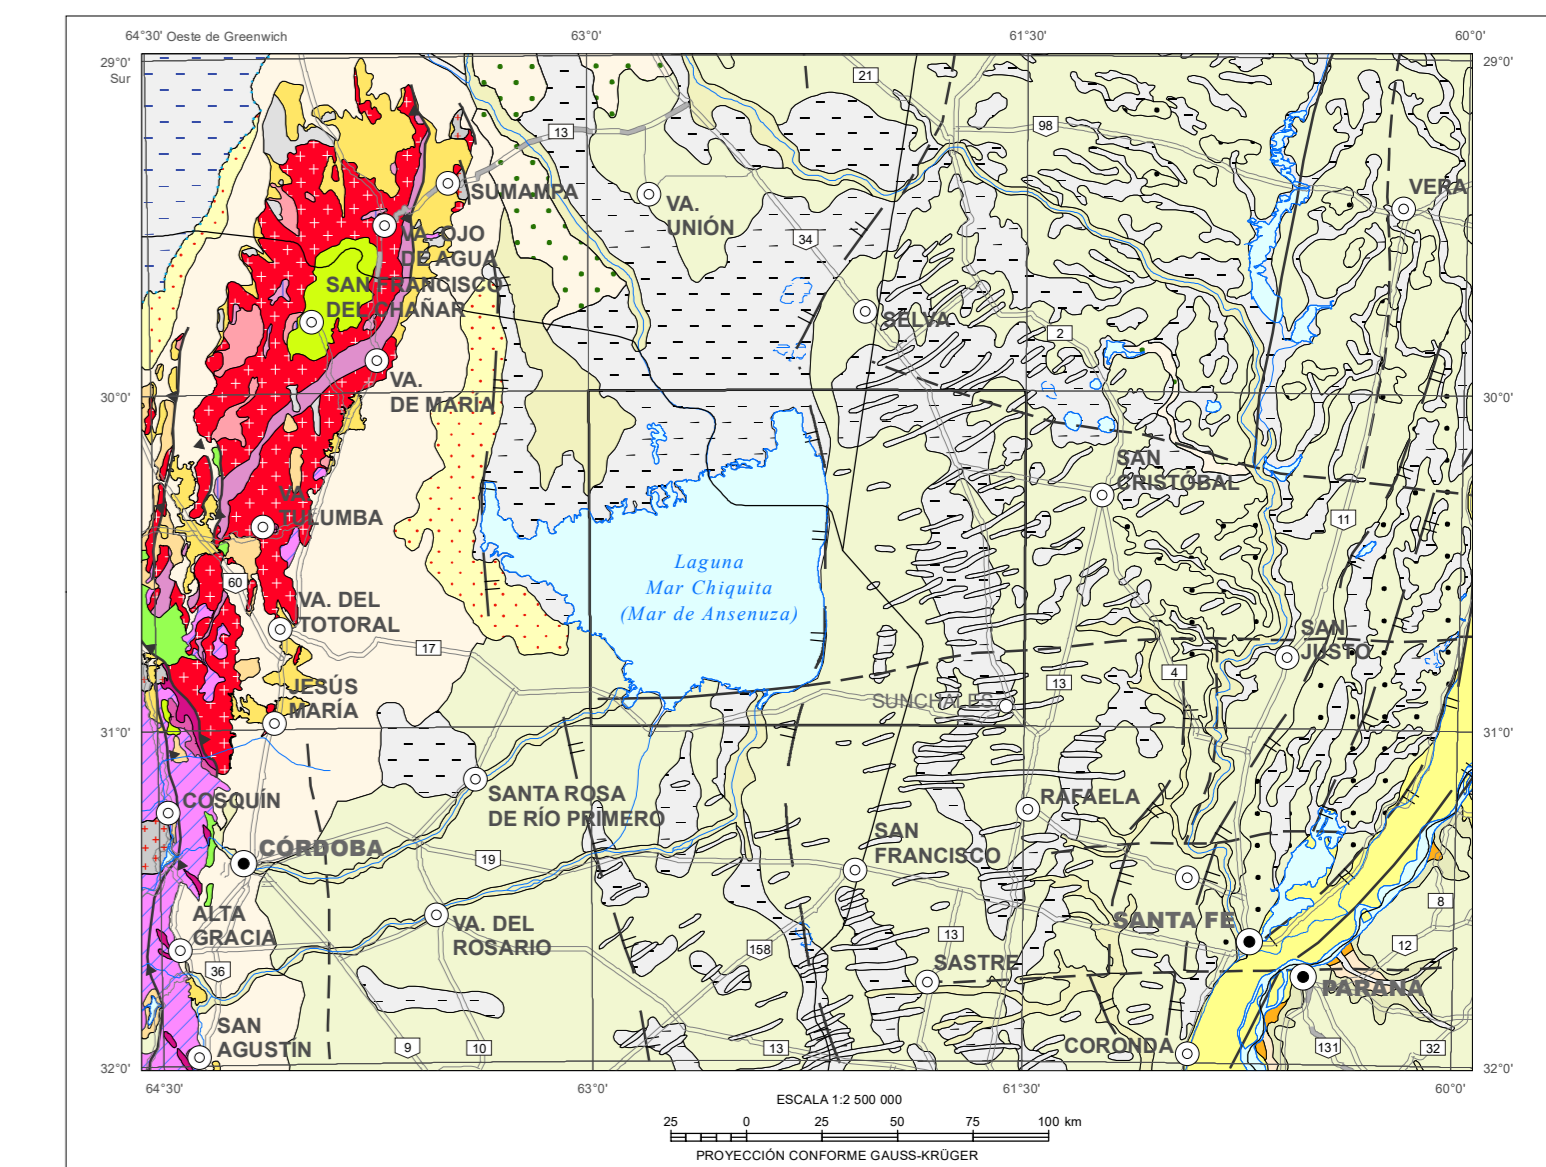 64°30' Oeste de Greenwich
63°0'
61°30'
60°0'
29°0'
Sur
29°0'
21
13
98
SUMAMPA
VERA
VA.
UNIÓN
VA. OJO
DE AGUA
34
SAN FRANCISCO
DEL CHAÑAR
SELVA
2
VA.
DE MARÍA
30°0'
30°0'
SAN
CRISTÓBAL
VA.
TULUMBA
11
Laguna
Mar Chiquita
(Mar de Ansenuza)
60
VA. DEL
TOTORAL
17
SAN
JUSTO
4
13
JESÚS
MARÍA
SUNCHALES
31°0'
31°0'
COSQUÍN
SANTA ROSA
DE RÍO PRIMERO
RAFAELA
CÓRDOBA
19
SAN
FRANCISCO
8
ALTA
GRACIA
VA. DEL
ROSARIO
SANTA FE
158
13
12
36
SASTRE
PARANÁ
SAN
AGUSTÍN
9
10
13
CORONDA
131
32
32°0'
32°0'
64°30'
63°0'
61°30'
60°0'
ESCALA 1:2 500 000
25 0 25 50 75 100 km
PROYECCIÓN CONFORME GAUSS-KRÜGER